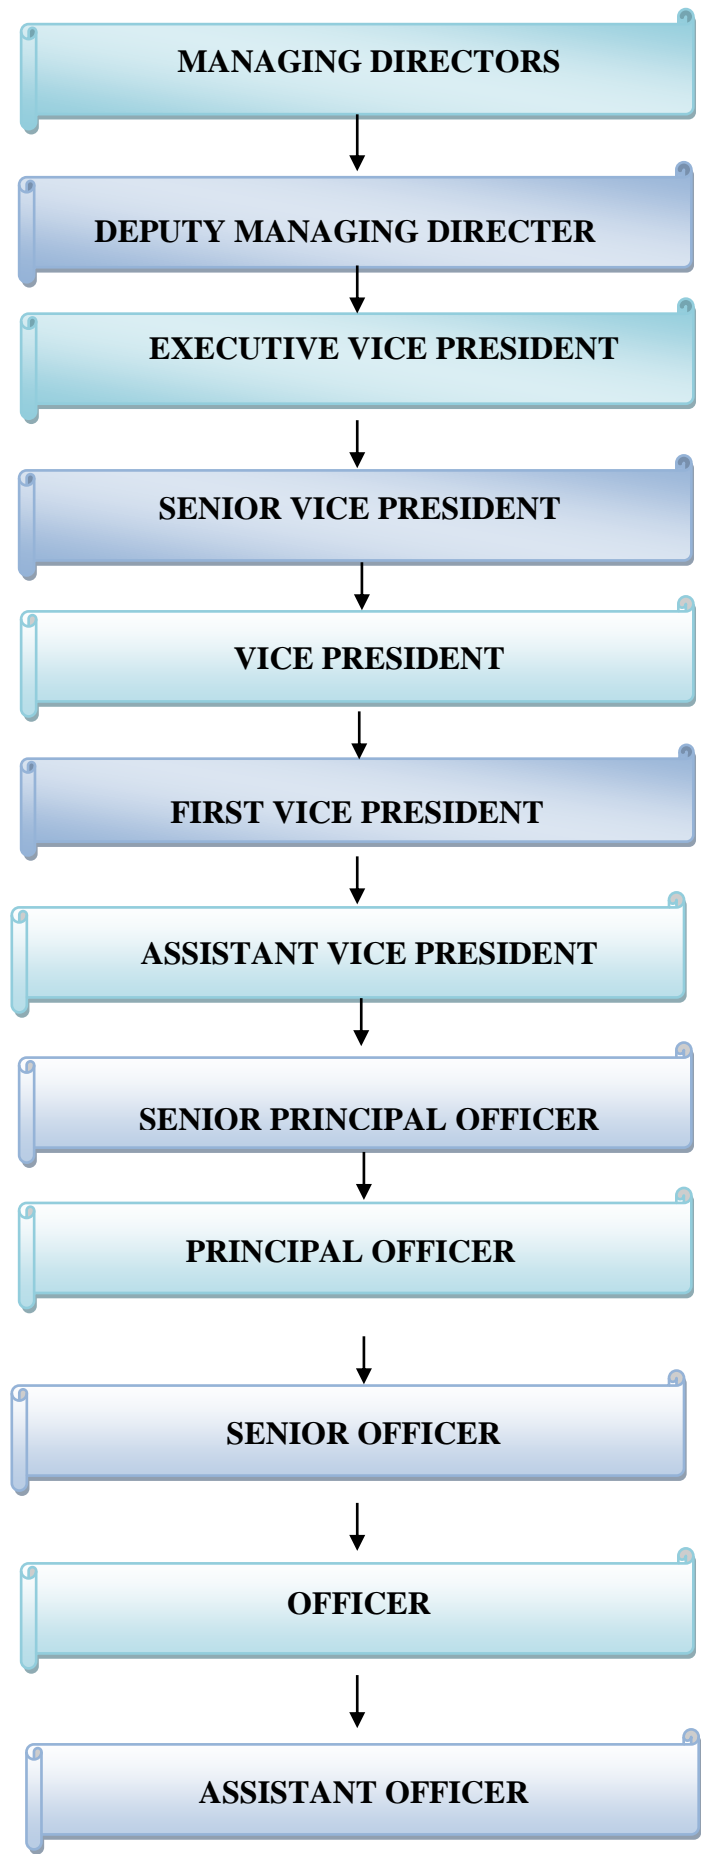 MANAGING DIRECTORS
DEPUTY MANAGING DIRECTER
EXECUTIVE VICE PRESIDENT
SENIOR VICE PRESIDENT
VICE PRESIDENT
FIRST VICE PRESIDENT
ASSISTANT VICE PRESIDENT
SENIOR PRINCIPAL OFFICER
PRINCIPAL OFFICER
SENIOR OFFICER
OFFICER
ASSISTANT OFFICER